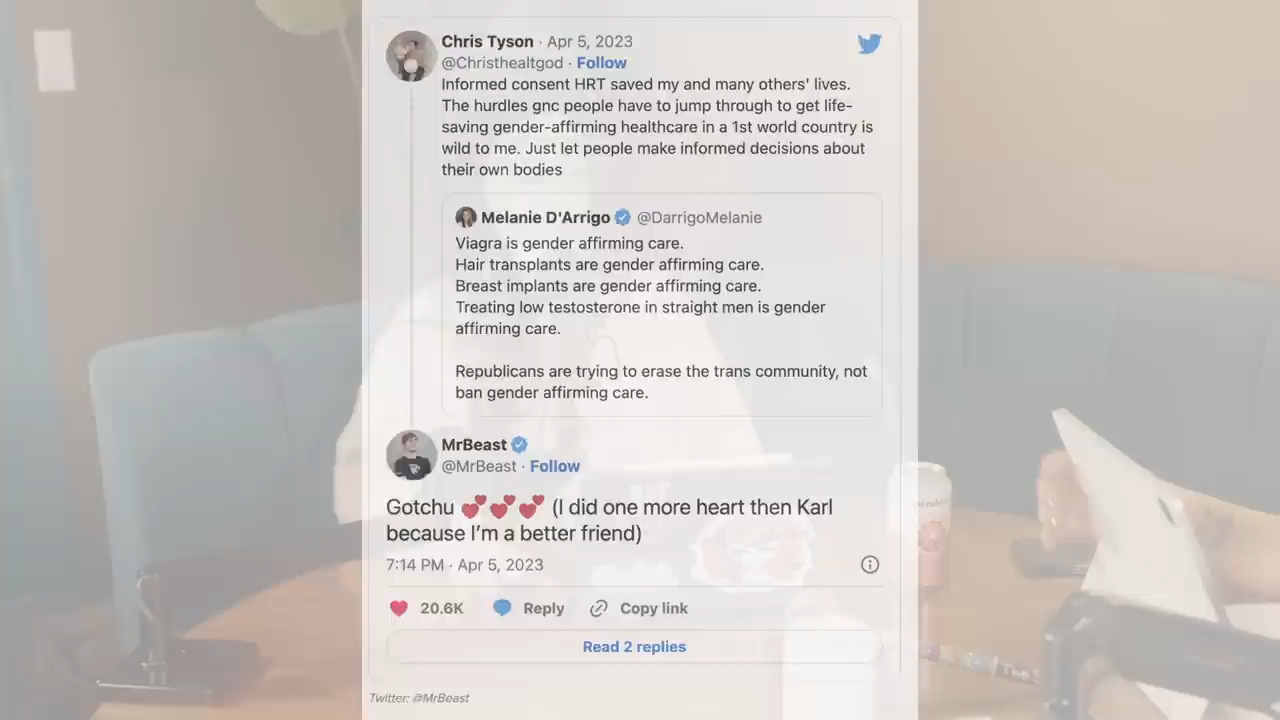 Chris Tyson · Apr 5, 2023
@Christhealtgod · Follow
Informed consent HRT saved my and many others' lives.
The hurdles gnc people have to jump through to get life-
saving gender-affirming healthcare in a 1st world country is
wild to me. Just let people make informed decisions about
their own bodies
Melanie D'Arrigo @DarrigoMelanie
Viagra is gender affirming care.
Hair transplants are gender affirming care.
Breast implants are gender affirming care.
Treating low testosterone in straight men is gender
affirming care.
Republicans are trying to erase the trans community, not
ban gender affirming care.
MrBeast
@MrBeast · Follow
Gotchu 💕💕💕 (I did one more heart then Karl
because I'm a better friend)
7:14 PM · Apr 5, 2023
20.6K Reply Copy link
Read 2 replies
Twitter: @MrBeast